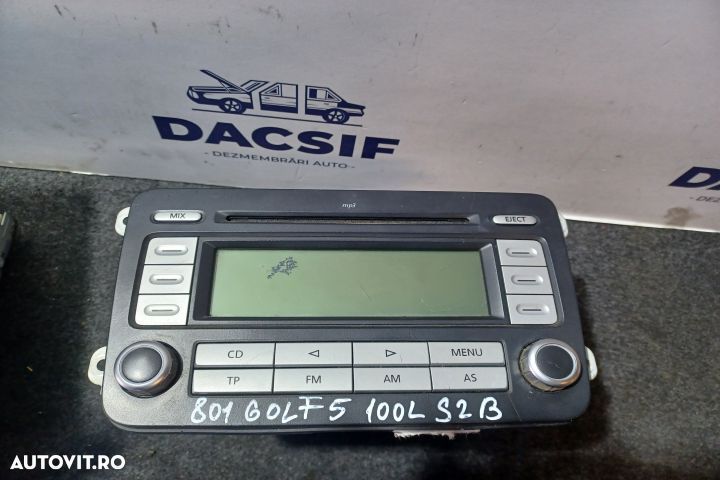 DACSIF
- DEZMEMBRĂRI AUTO -
mp3
MIX
EJECT
CD
MENU
TP FM AM AS
801 GOLF 5 100L S2B
AUTOVIT.RO